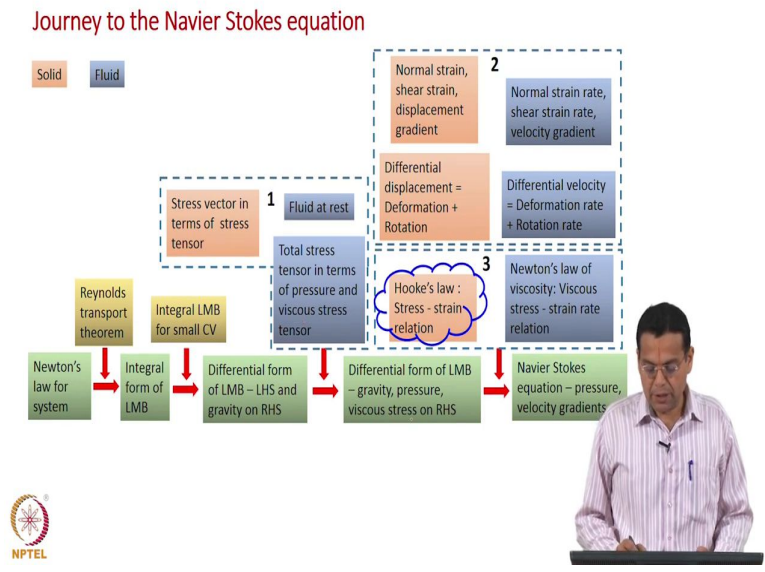 Journey to the Navier Stokes equation
Solid
Fluid
2
Normal strain,
shear strain,
displacement
gradient
Normal strain rate,
shear strain rate,
velocity gradient
Differential
displacement =
Deformation +
Rotation
Differential velocity
= Deformation rate
+ Rotation rate
1
Stress vector in
terms of stress
tensor
Fluid at rest
Total stress
tensor in terms
of pressure and
viscous stress
tensor
3
Hooke's law :
Stress - strain
relation
Newton's law of
viscosity: Viscous
stress - strain rate
relation
Reynolds
transport
theorem
Integral LMB
for small CV
Newton's
law for
system
Integral
form of
LMB
Differential form
of LMB – LHS and
gravity on RHS
Differential form of LMB
– gravity, pressure,
viscous stress on RHS
Navier Stokes
equation – pressure,
velocity gradients
NPTEL